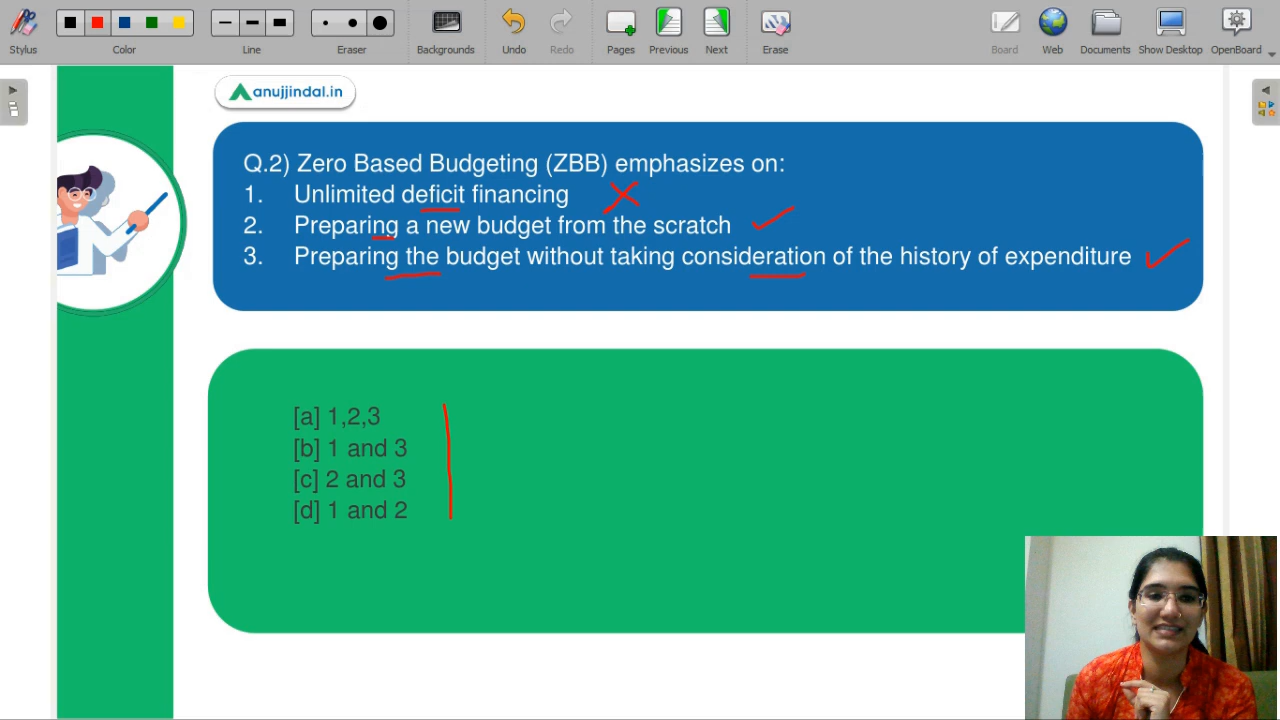 Stylus
Color
Line
Eraser
Backgrounds
Undo
Redo
Pages
Previous
Next
Erase
Board
Web
Documents
Show Desktop
OpenBoard
anujjindal.in
Q.2) Zero Based Budgeting (ZBB) emphasizes on:
1. Unlimited deficit financing
2. Preparing a new budget from the scratch
3. Preparing the budget without taking consideration of the history of expenditure
[a] 1,2,3
[b] 1 and 3
[c] 2 and 3
[d] 1 and 2